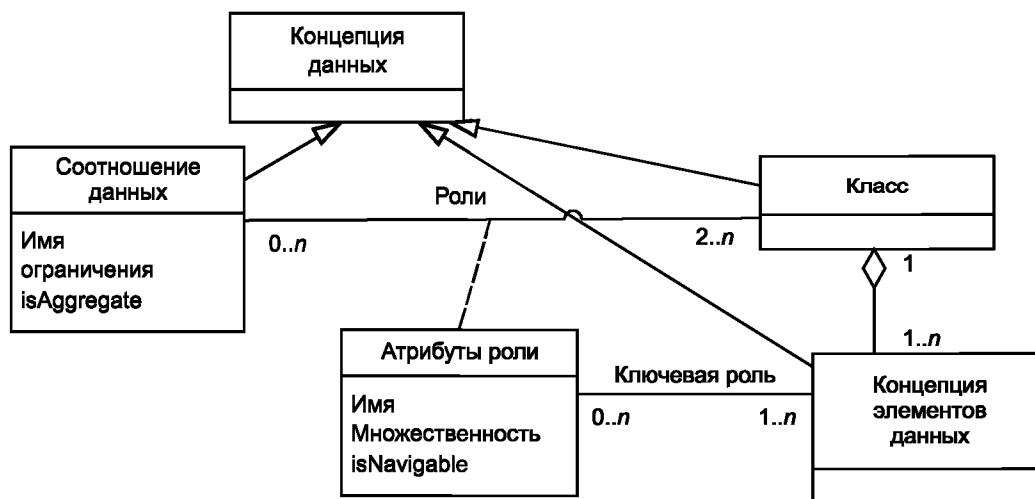 Концепция
данных
Соотношение
данных
Имя
ограничения
isAggregate
Роли
0..n
2..n
Класс
1
1..n
Атрибуты роли
Имя
Множественность
isNavigable
Ключевая роль
0..n
1..n
Концепция
элементов
данных